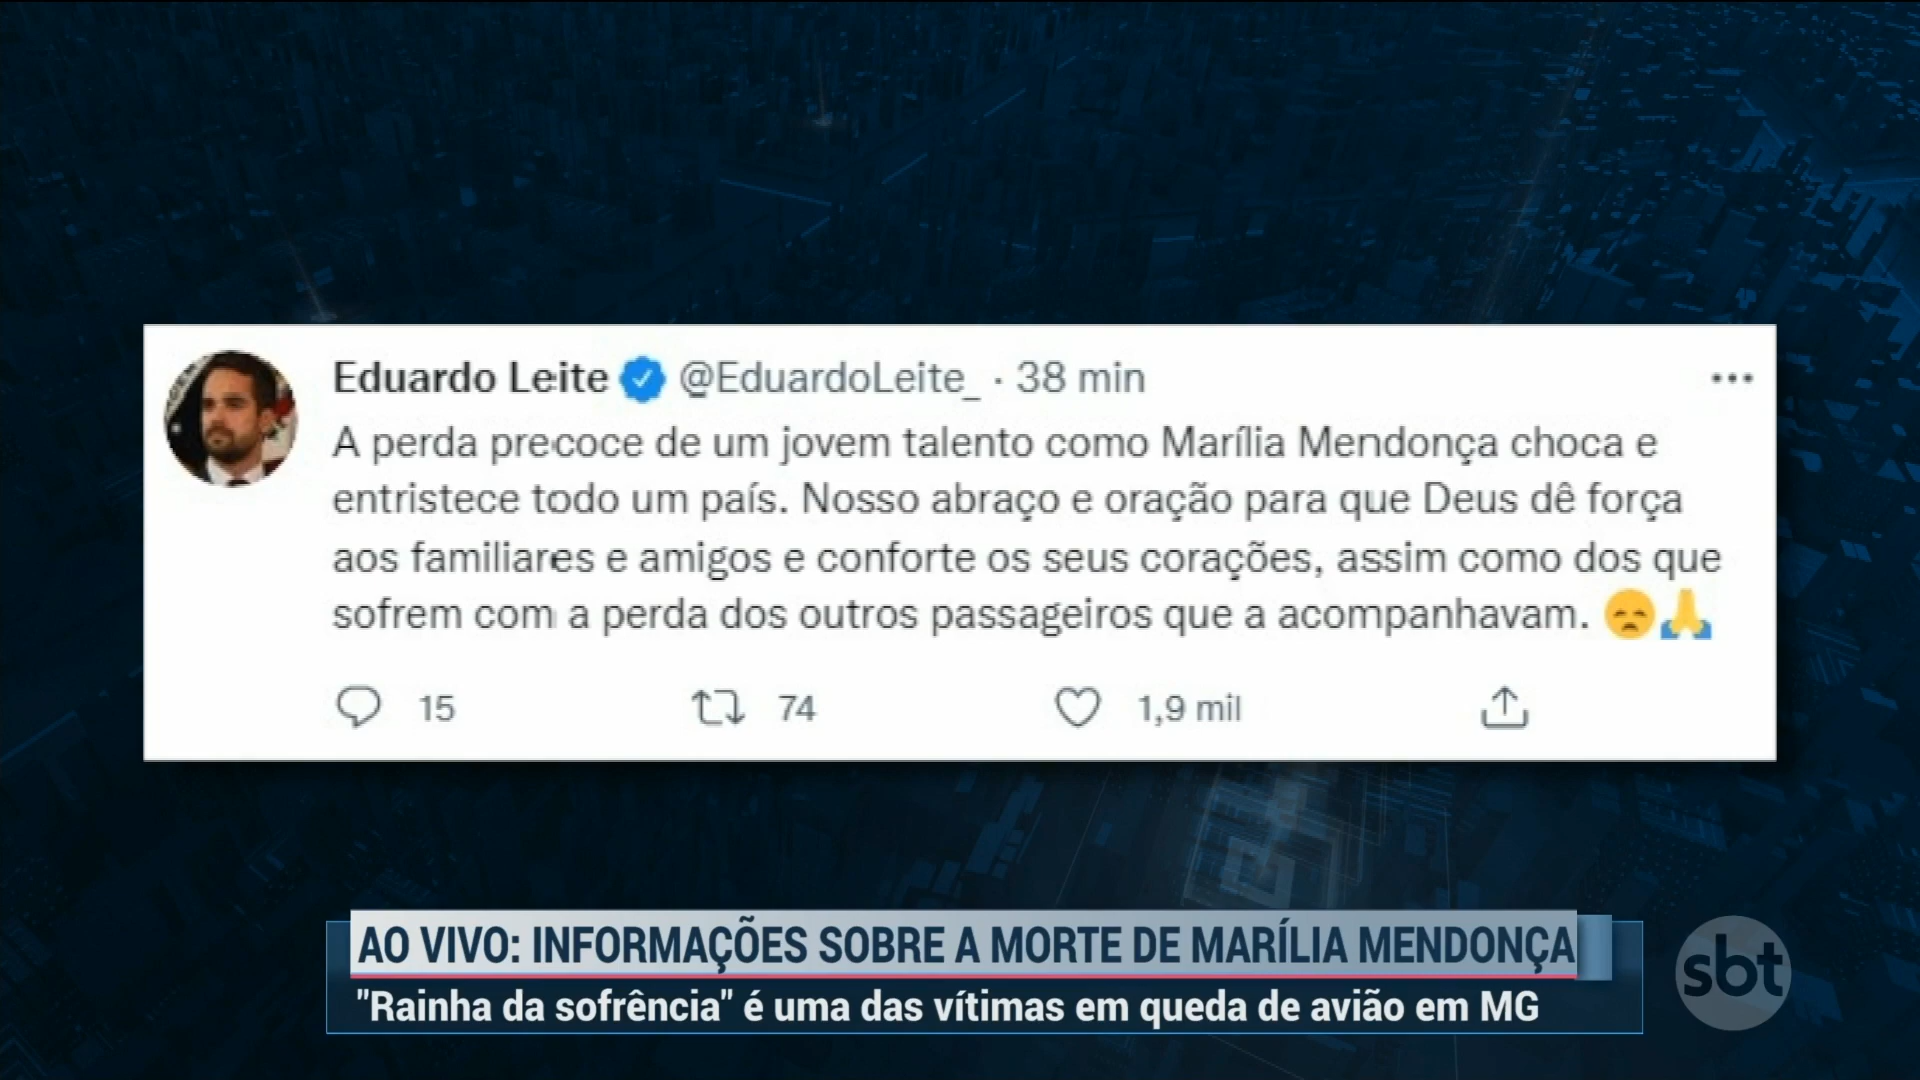 Eduardo Leite @EduardoLeite_ · 38 min
A perda precoce de um jovem talento como Marília Mendonça choca e
entristece todo um país. Nosso abraço e oração para que Deus dê força
aos familiares e amigos e conforte os seus corações, assim como dos que
sofrem com a perda dos outros passageiros que a acompanhavam. 😞🙏
15 74 1,9 mil
AO VIVO: INFORMAÇÕES SOBRE A MORTE DE MARÍLIA MENDONÇA
"Rainha da sofrência" é uma das vítimas em queda de avião em MG
sbt